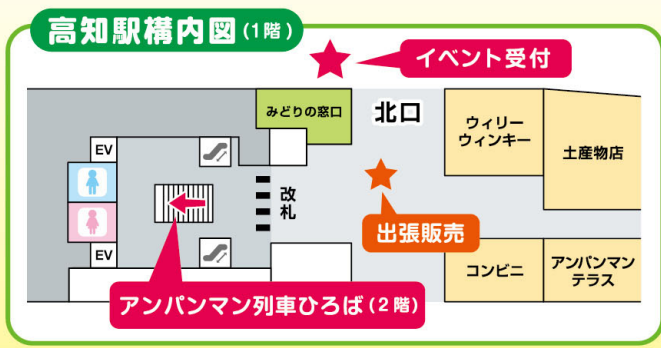 高知駅構内図(1階)
イベント受付
みどりの窓口
北口
ウィリー
ウィンキー
土産物店
EV
改札
出張販売
EV
コンビニ
アンパンマン
テラス
アンパンマン列車ひろば(2階)